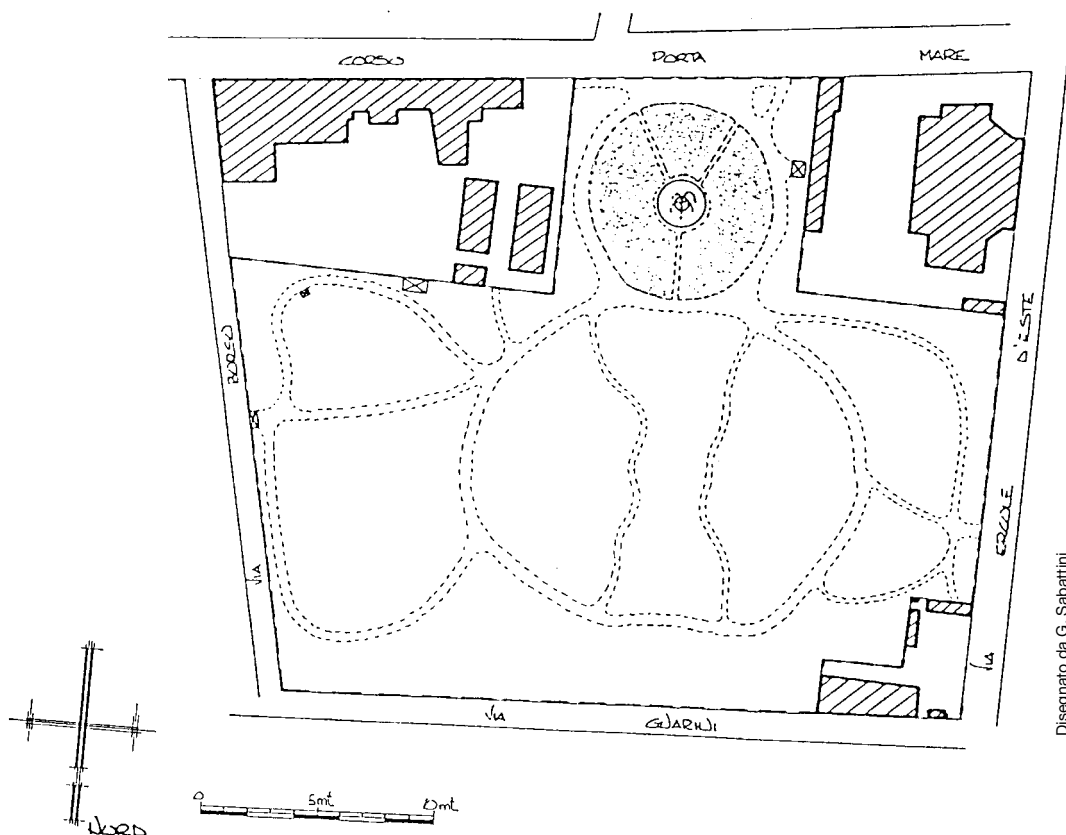 CORSO PORTA MARE
BORSO
VIA
D'ESTE
ERCOLE
VIA
VIA GUARINI
Disegnato da G. Sabattini
0 5mt 10mt
NORD